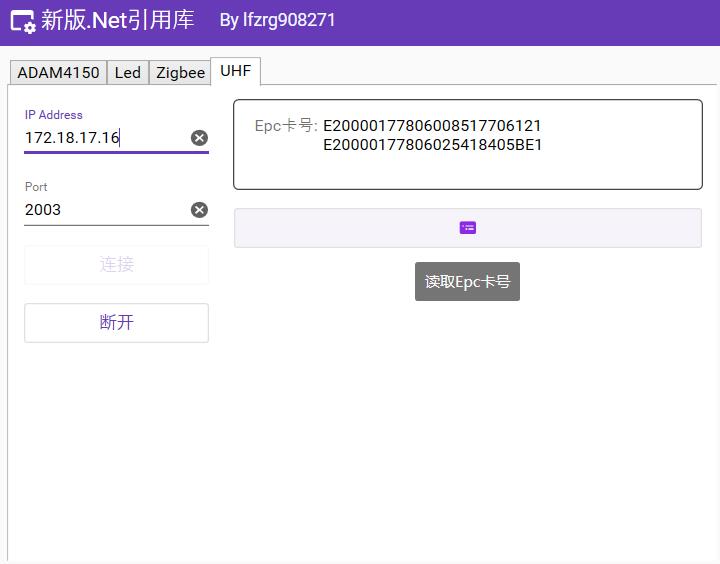 新版.Net引用库 By lfzrg908271
ADAM4150 Led Zigbee UHF
IP Address
172.18.17.16
Port
2003
连接
断开
Epc卡号: E20000177806008517706121
E20000177806025418405BE1
读取Epc卡号